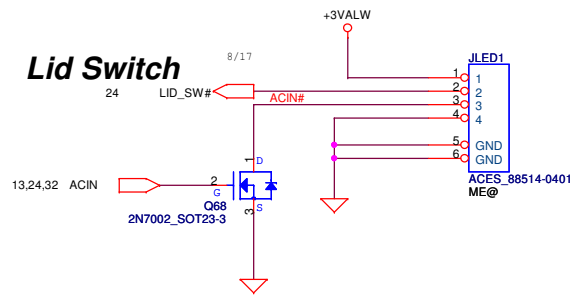 +3VALW
8/17
JLED1
Lid Switch
1 1
24 LID_SW# 2 2
ACIN# 3 3
4 4
5 GND
6 GND
1 D
13,24,32 ACIN 2 G
ACES_88514-0401
ME@
Q68 3 S
2N7002_SOT23-3